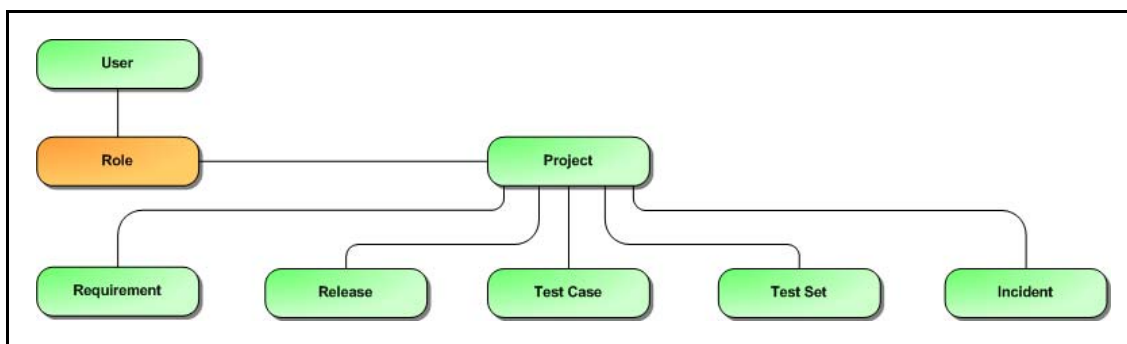 User
Role
Project
Requirement
Release
Test Case
Test Set
Incident